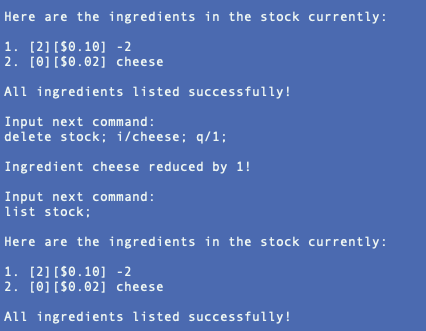 Here are the ingredients in the stock currently:
1. [2][$0.10] -2
2. [0][$0.02] cheese
All ingredients listed successfully!
Input next command:
delete stock; i/cheese; q/1;
Ingredient cheese reduced by 1!
Input next command:
list stock;
Here are the ingredients in the stock currently:
1. [2][$0.10] -2
2. [0][$0.02] cheese
All ingredients listed successfully!